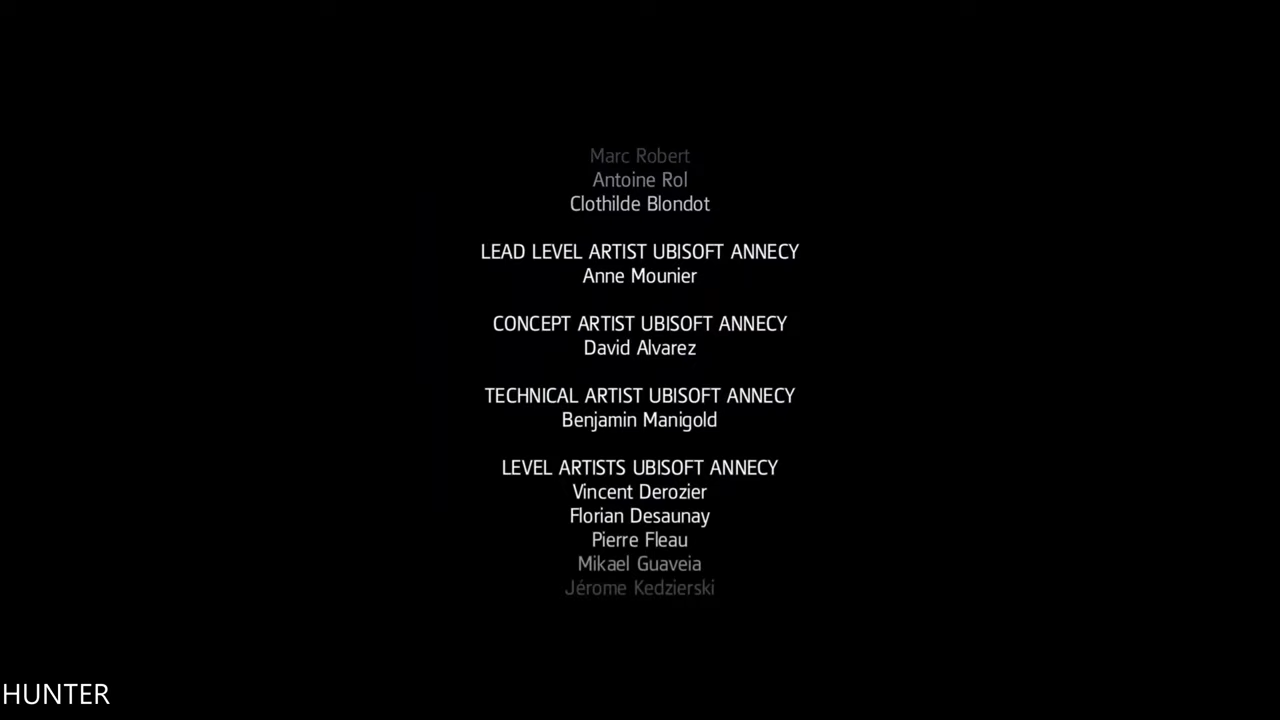 Marc Robert
Antoine Rol
Clothilde Blondot
LEAD LEVEL ARTIST UBISOFT ANNECY
Anne Mounier
CONCEPT ARTIST UBISOFT ANNECY
David Alvarez
TECHNICAL ARTIST UBISOFT ANNECY
Benjamin Manigold
LEVEL ARTISTS UBISOFT ANNECY
Vincent Derozier
Florian Desaunay
Pierre Fleau
Mikael Guaveia
Jérome Kedzierski
HUNTER